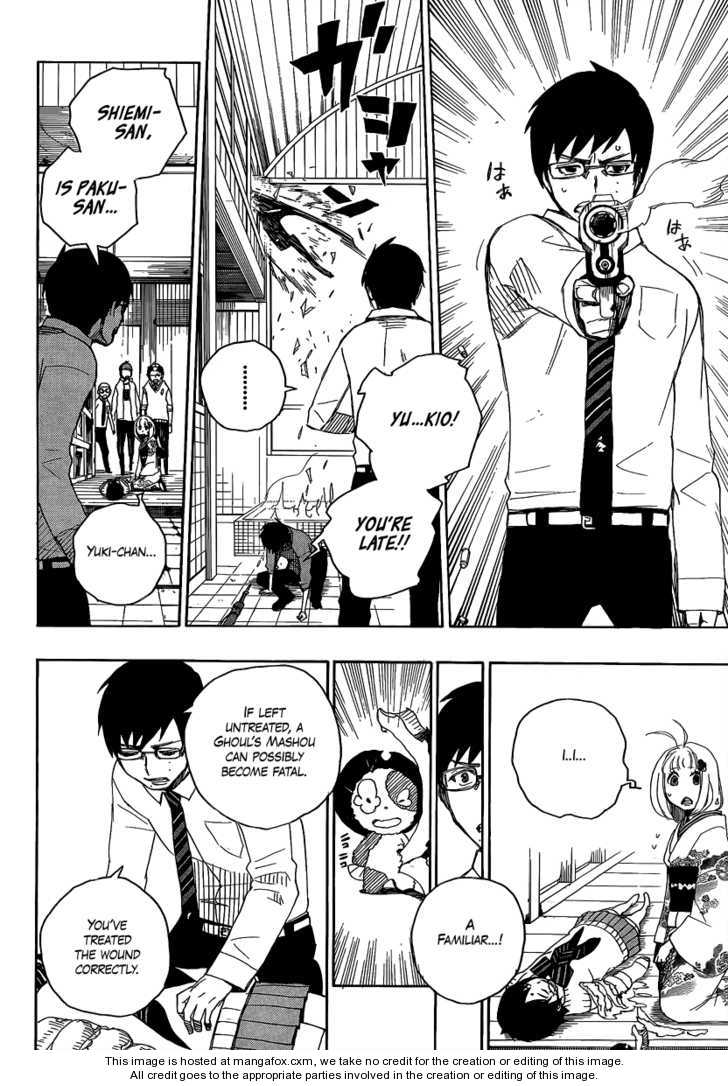 はぁ
はぁ
ガシャ
YU...KIO!
YOU'RE
LATE!!
.........
SHIEMI-
SAN,
IS PAKU-
SAN...
YUKI-CHAN...
I..I...
A
FAMILIAR...!
IF LEFT
UNTREATED, A
GHOUL'S MASHOU
CAN POSSIBLY
BECOME FATAL.
YOU'VE
TREATED
THE WOUND
CORRECTLY.
This image is hosted at mangafox.cxm, we take no credit for the creation or editing of this image.
All credit goes to the appropriate parties involved in the creation or editing of this image.